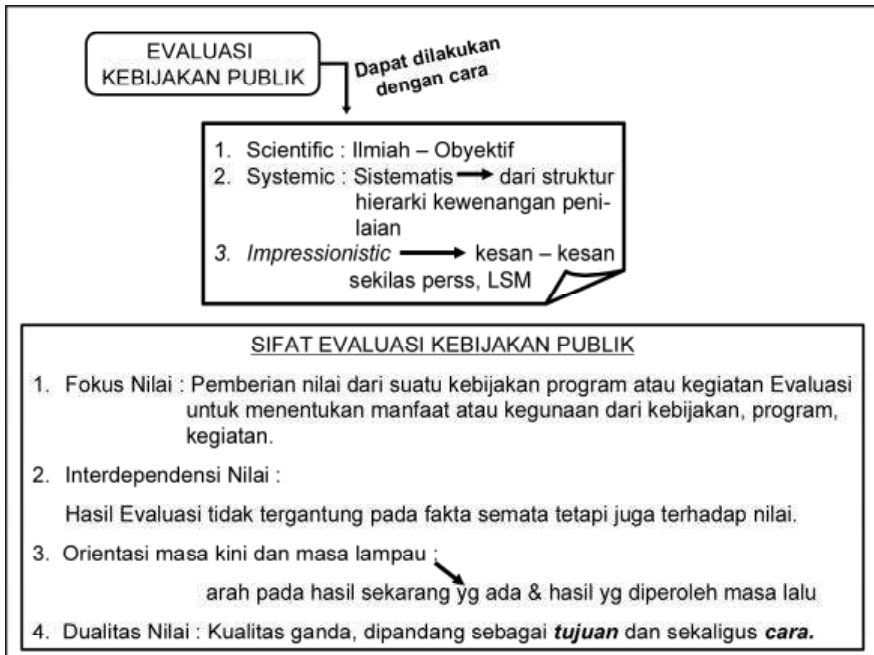 EVALUASI
KEBIJAKAN PUBLIK
Dapat dilakukan
dengan cara
1. Scientific : Ilmiah – Obyektif
2. Systemic : Sistematis → dari struktur
hierarki kewenangan peni-
laian
3. Impressionistic → kesan – kesan
sekilas perss, LSM
SIFAT EVALUASI KEBIJAKAN PUBLIK
1. Fokus Nilai : Pemberian nilai dari suatu kebijakan program atau kegiatan Evaluasi
untuk menentukan manfaat atau kegunaan dari kebijakan, program,
kegiatan.
2. Interdependensi Nilai :
Hasil Evaluasi tidak tergantung pada fakta semata tetapi juga terhadap nilai.
3. Orientasi masa kini dan masa lampau :
arah pada hasil sekarang yg ada & hasil yg diperoleh masa lalu
4. Dualitas Nilai : Kualitas ganda, dipandang sebagai tujuan dan sekaligus cara.